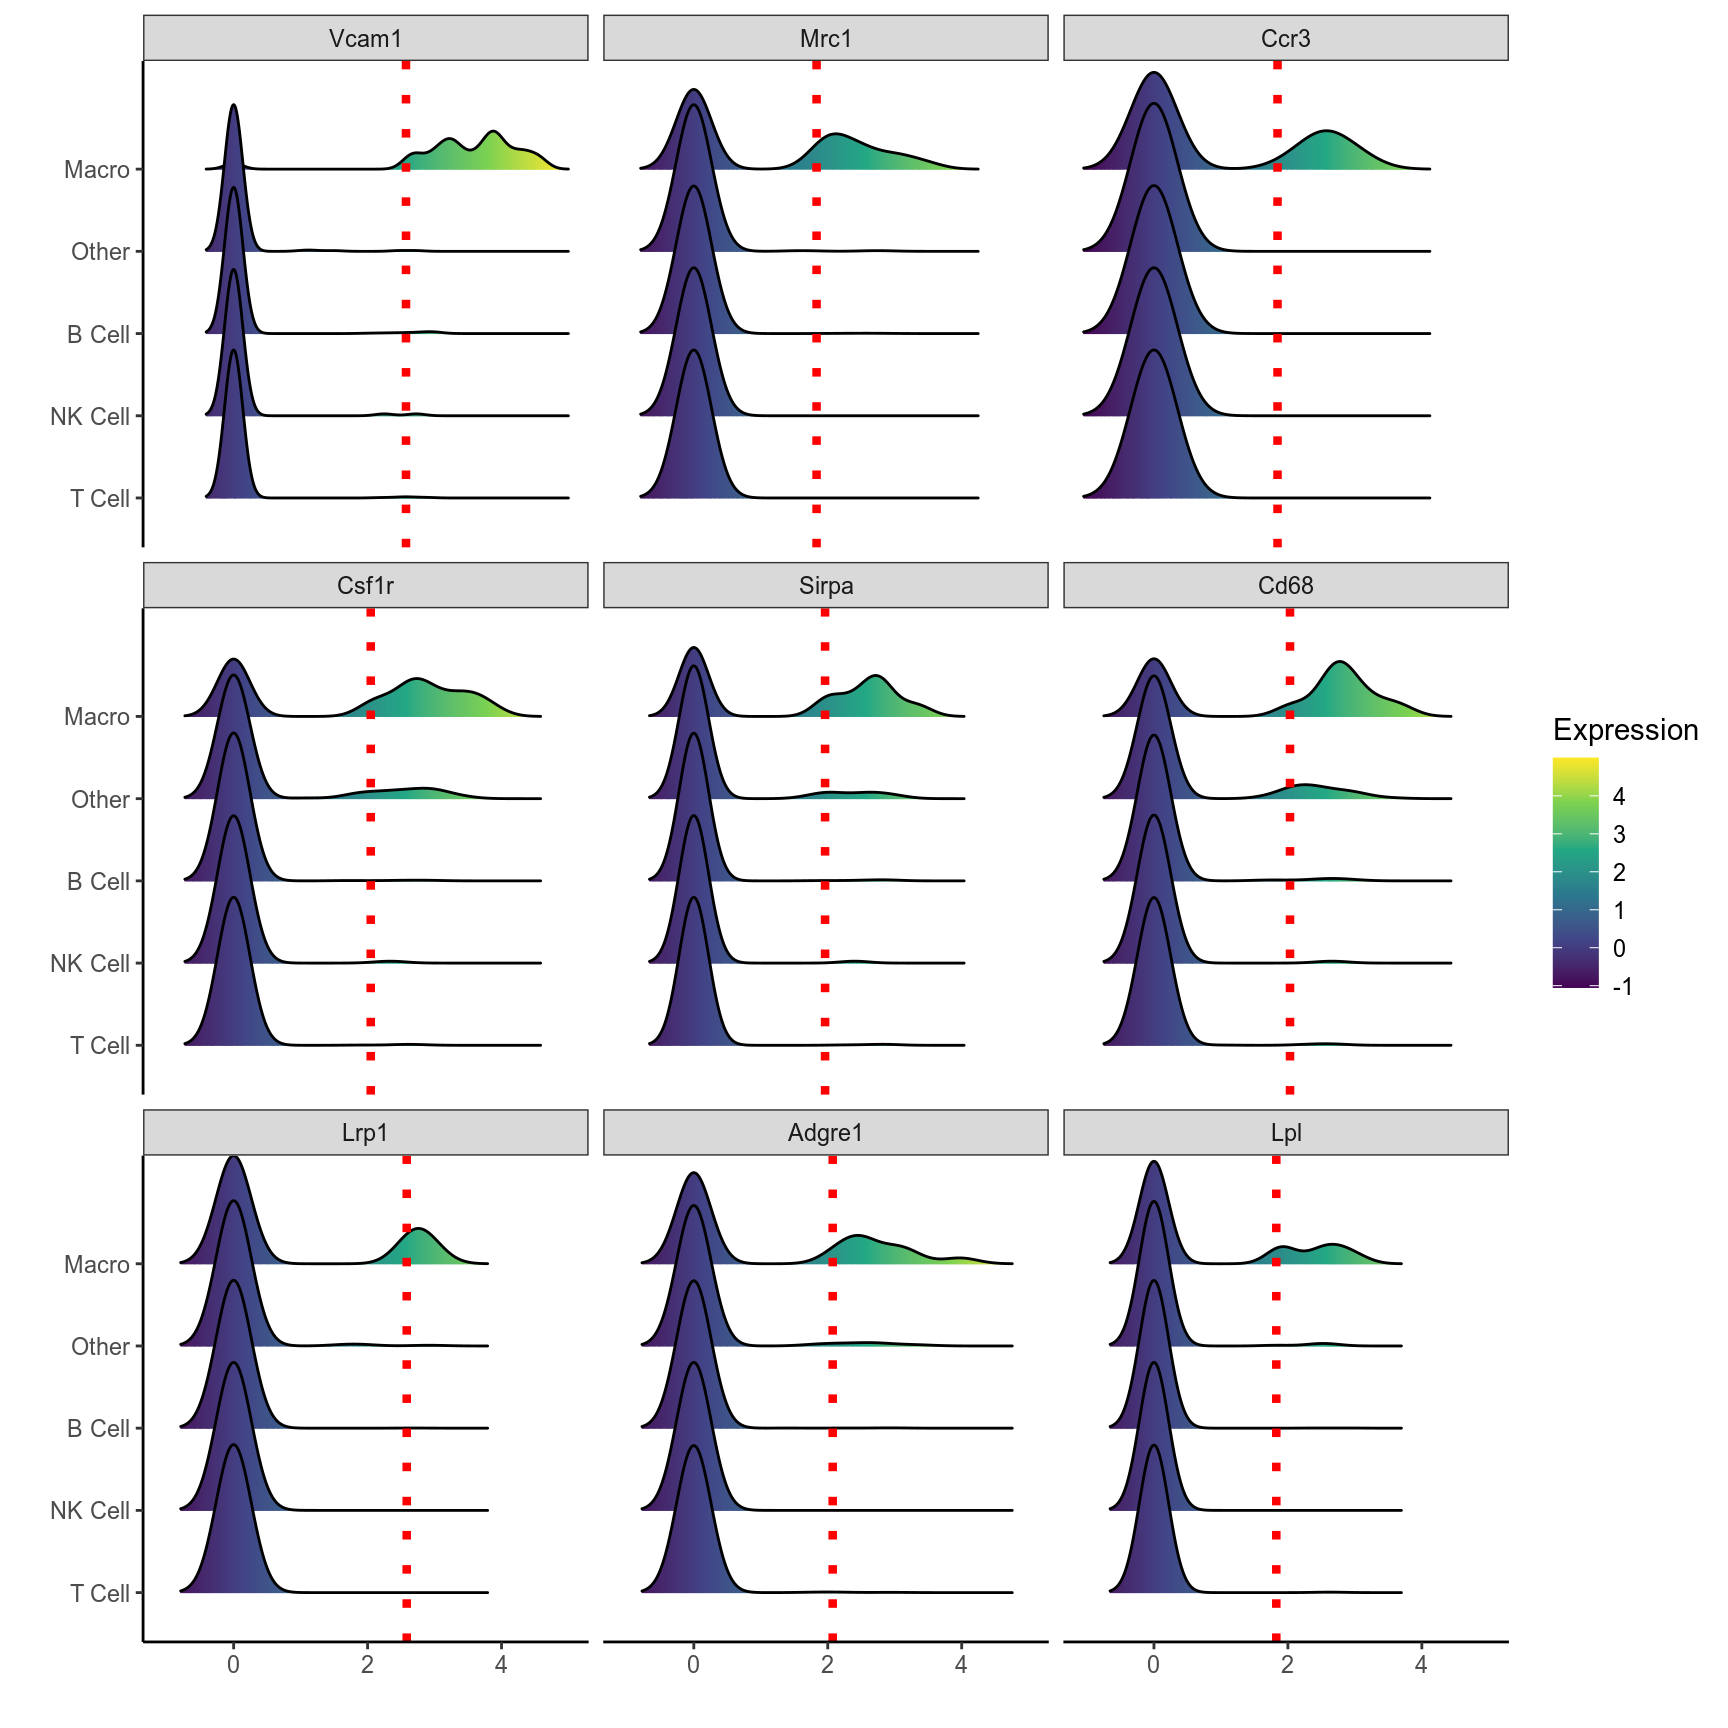 Vcam1 Mrc1 Ccr3
Macro
Other
B Cell
NK Cell
T Cell
Csf1r Sirpa Cd68
Macro
Other
B Cell
NK Cell
T Cell
Expression
4
3
2
1
0
-1
Lrp1 Adgre1 Lpl
Macro
Other
B Cell
NK Cell
T Cell
0 2 4 0 2 4 0 2 4